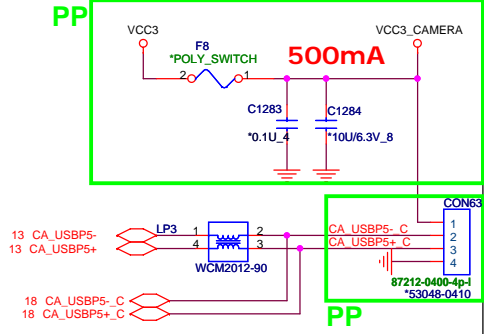 PP
VCC3
F8
*POLY_SWITCH
2
1
500mA
VCC3_CAMERA
C1283
*0.1U_4
C1284
*10U/6.3V_8
13 CA_USBP5-
13 CA_USBP5+
LP3
1
4
2
3
WCM2012-90
CA_USBP5-_C
CA_USBP5+_C
CON63
1
2
3
4
87212-0400-4p-l
*53048-0410
18 CA_USBP5-_C
18 CA_USBP5+_C
PP